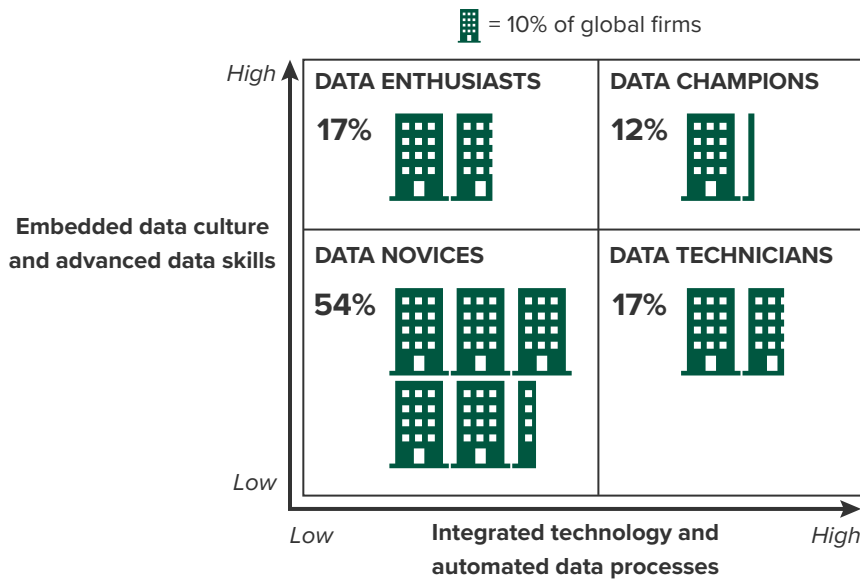 = 10% of global firms
High
DATA ENTHUSIASTS
DATA CHAMPIONS
17%
12%
Embedded data culture
and advanced data skills
DATA NOVICES
DATA TECHNICIANS
54%
17%
Low
Low
Integrated technology and
automated data processes
High